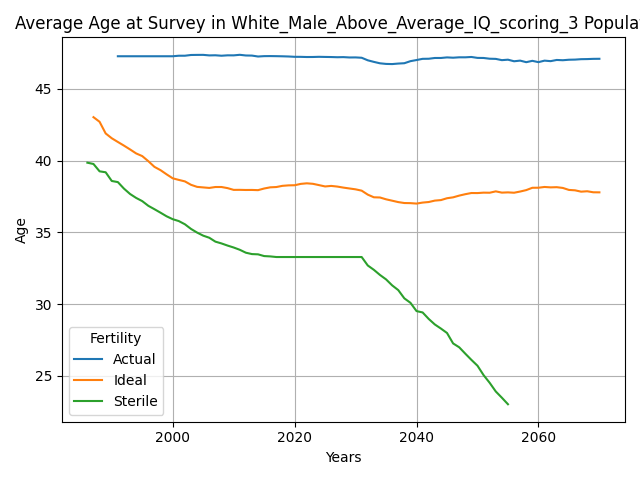 Average Age at Survey in White_Male_Above_Average_IQ_scoring_3 Popula
Age
45
40
35
30
25
Fertility
Actual
Ideal
Sterile
2000 2020 2040 2060
Years